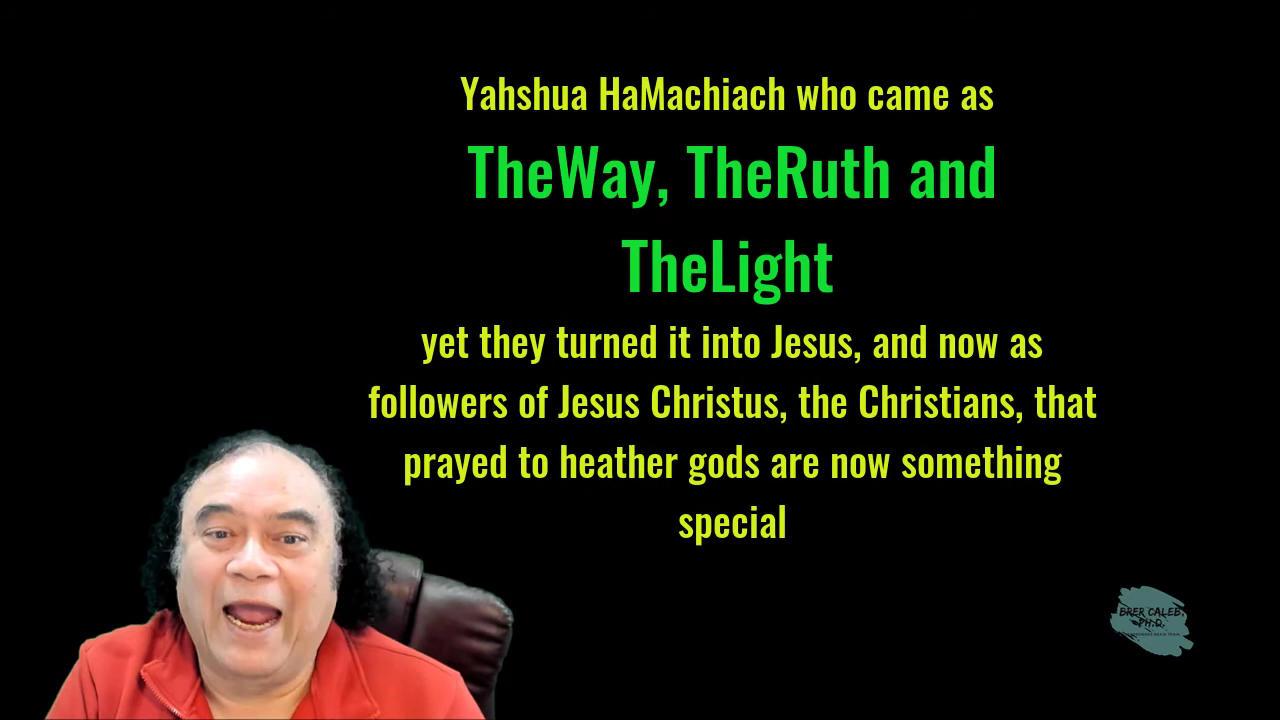 Yahshua HaMachiach who came as
TheWay, TheRuth and
TheLight
yet they turned it into Jesus, and now as
followers of Jesus Christus, the Christians, that
prayed to heather gods are now something
special
BRER CALEB,
PH.D.